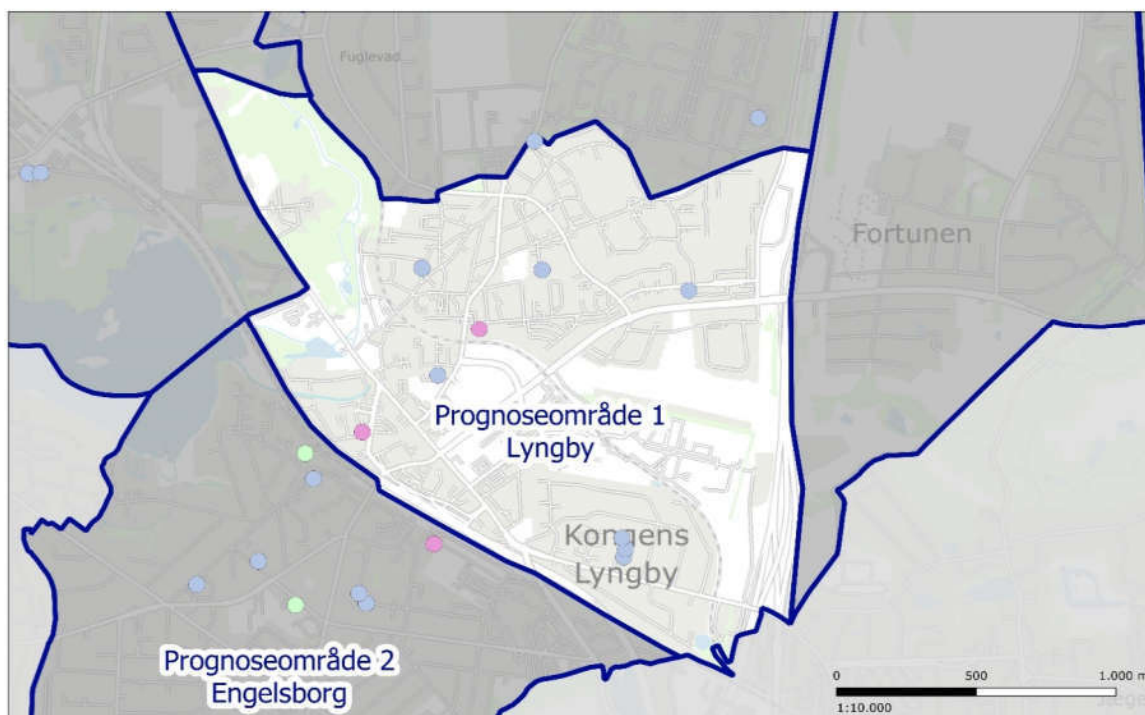 Fuglevad
Fortunen
Prognoseområde 1
Lyngby
Kongens
Lyngby
Prognoseområde 2
Engelsborg
0 500 1.000 m
1:10.000